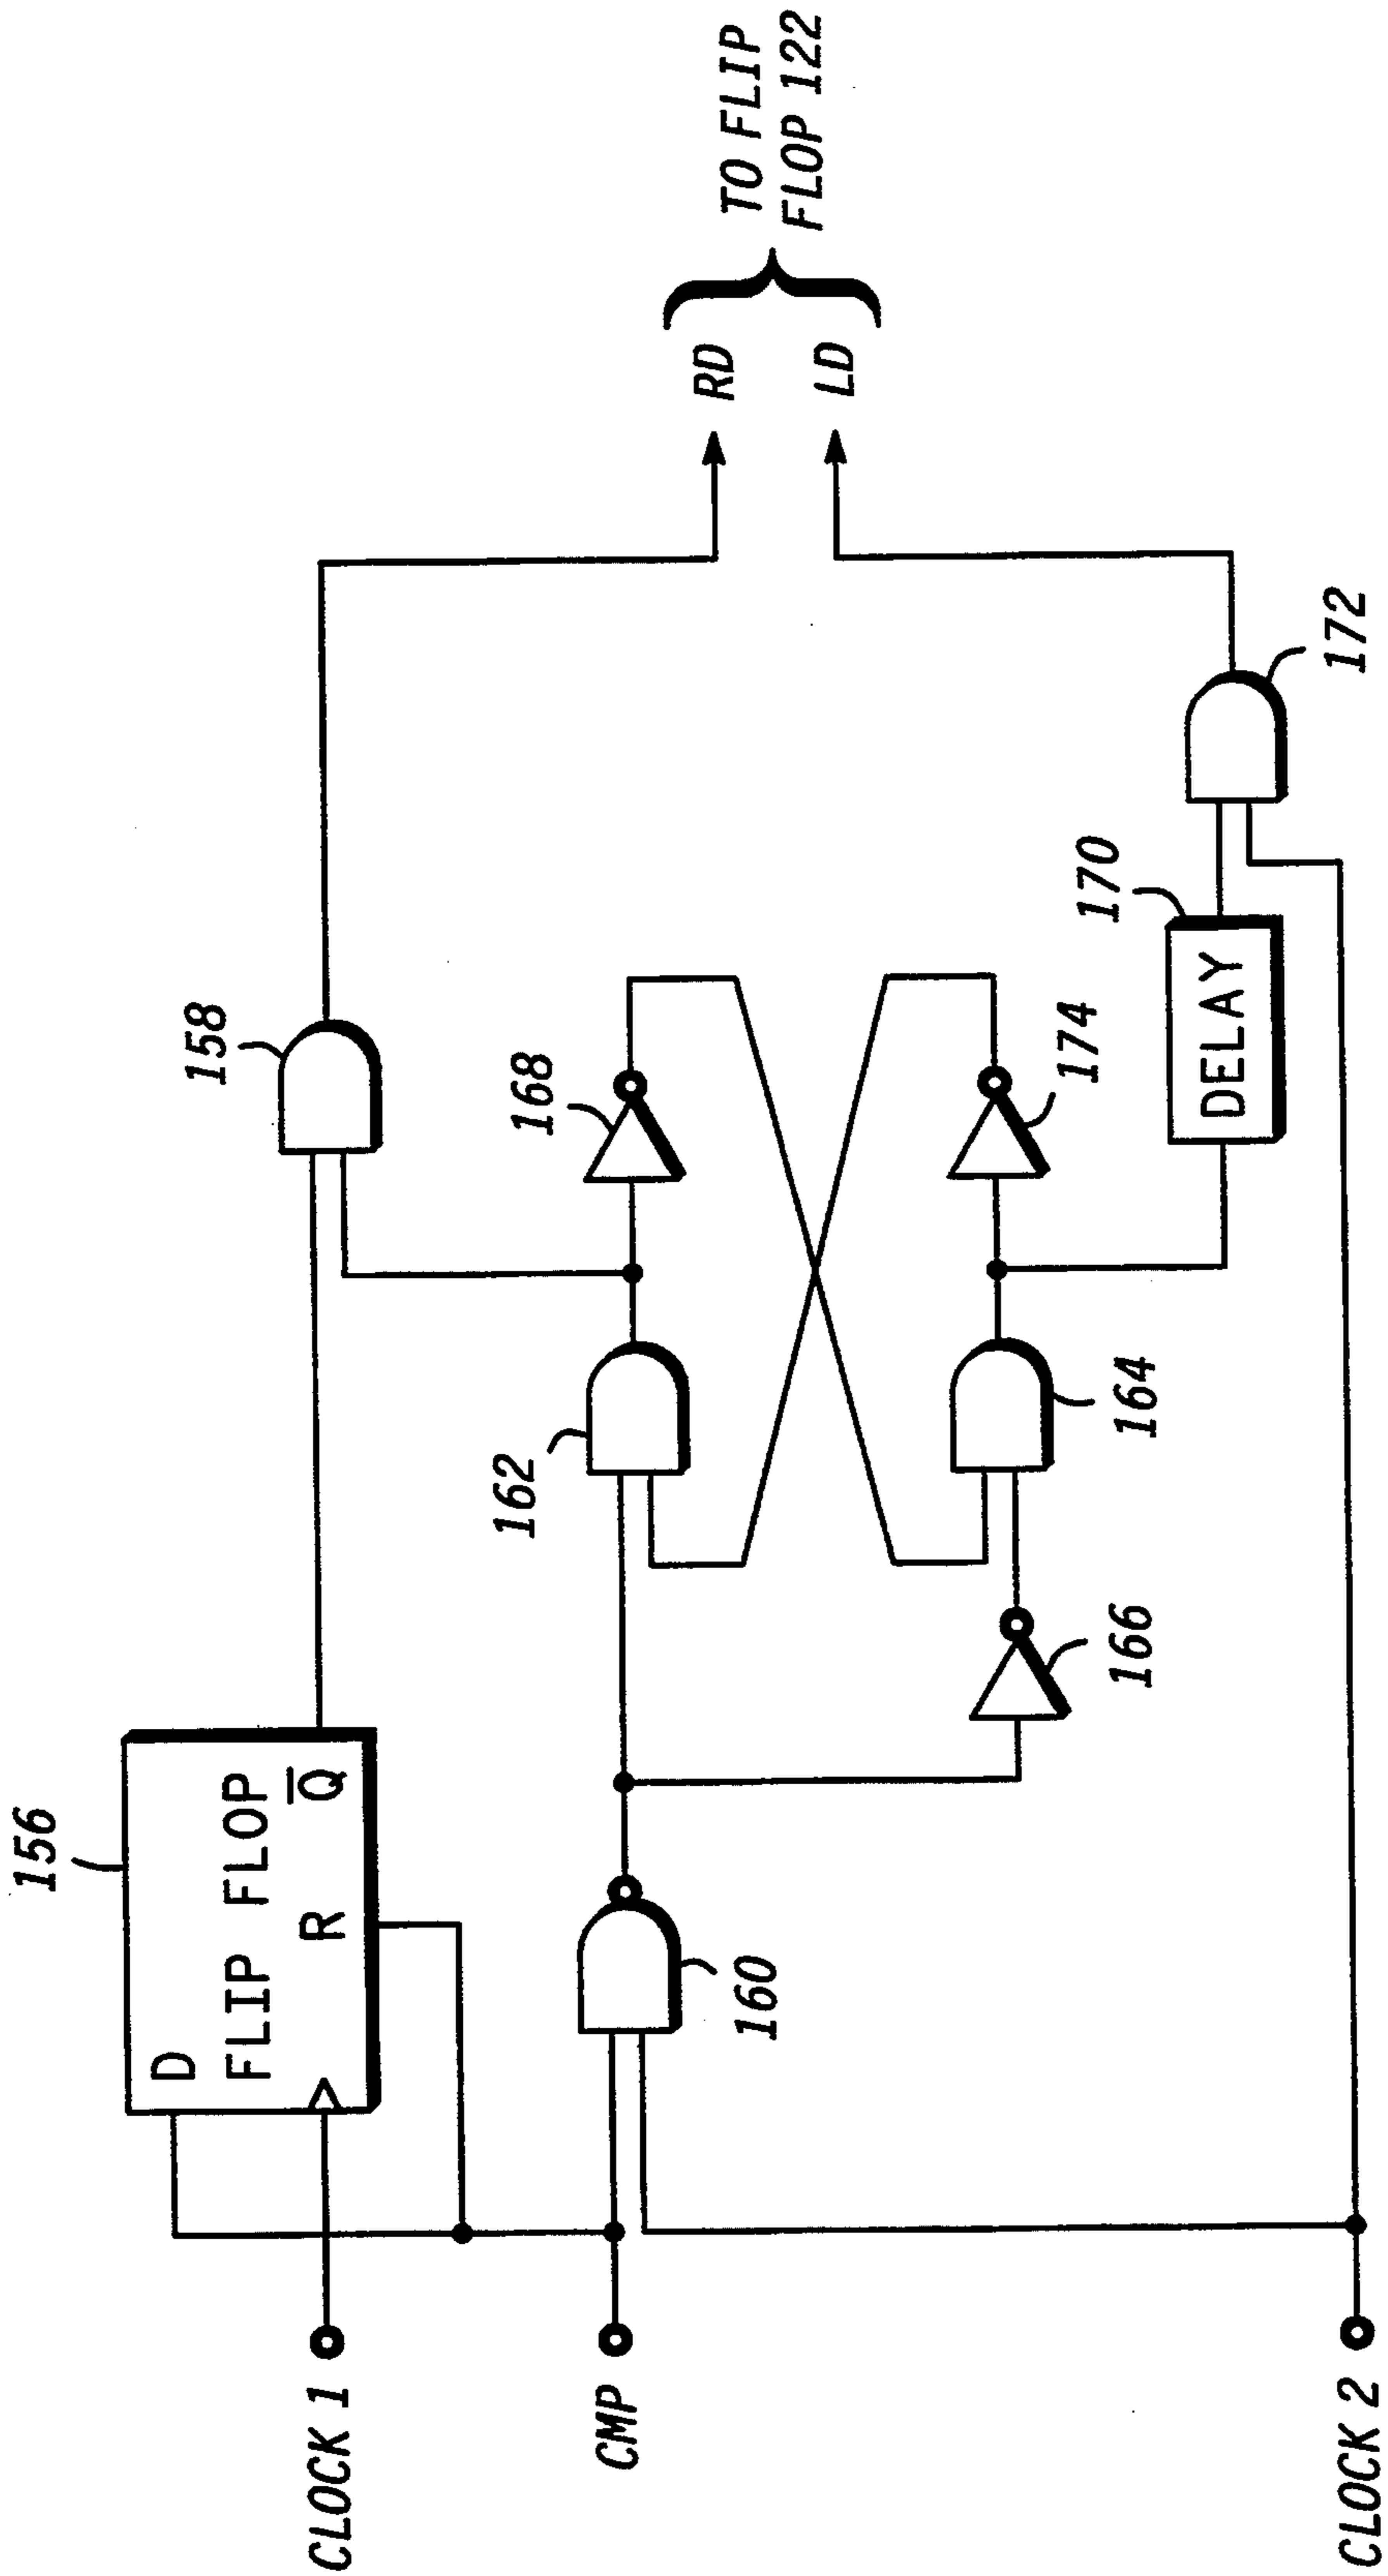 156
D
FLIP FLOP
R
Q̅
CLOCK 1
158
TO FLIP
FLOP 122
RD
LD
162
168
CMP
160
166
164
174
170
DELAY
172
CLOCK 2